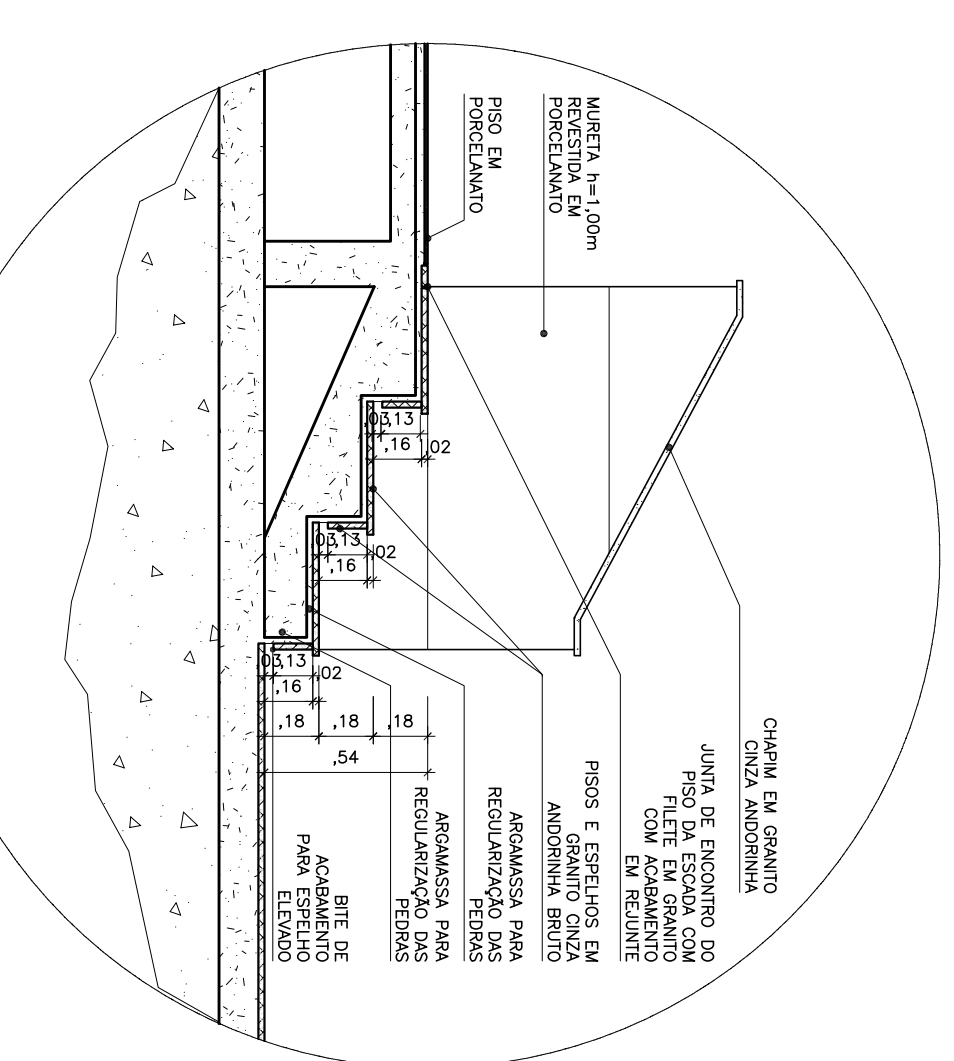 MURETA h=1,00m
REVESTIDA EM
PORCELANATO
PISO EM
PORCELANATO
CHAPIM EM GRANITO
CINZA ANDORINHA
JUNTA DE ENCONTRO DO
PISO DA ESCADA COM
FILETE EM GRANITO
COM ACABAMENTO
EM REJUNTE
PISOS E ESPELHOS EM
GRANITO CINZA
ANDORINHA BRUTO
ARGAMASSA PARA
REGULARIZAÇÃO DAS
PEDRAS
ARGAMASSA PARA
REGULARIZAÇÃO DAS
PEDRAS
BITE DE
ACABAMENTO
PARA ESPELHO
ELEVADO
,03 ,13
,16 ,02
,03 ,13
,16 ,02
,03 ,13
,16 ,02
,18 ,18 ,18
,54